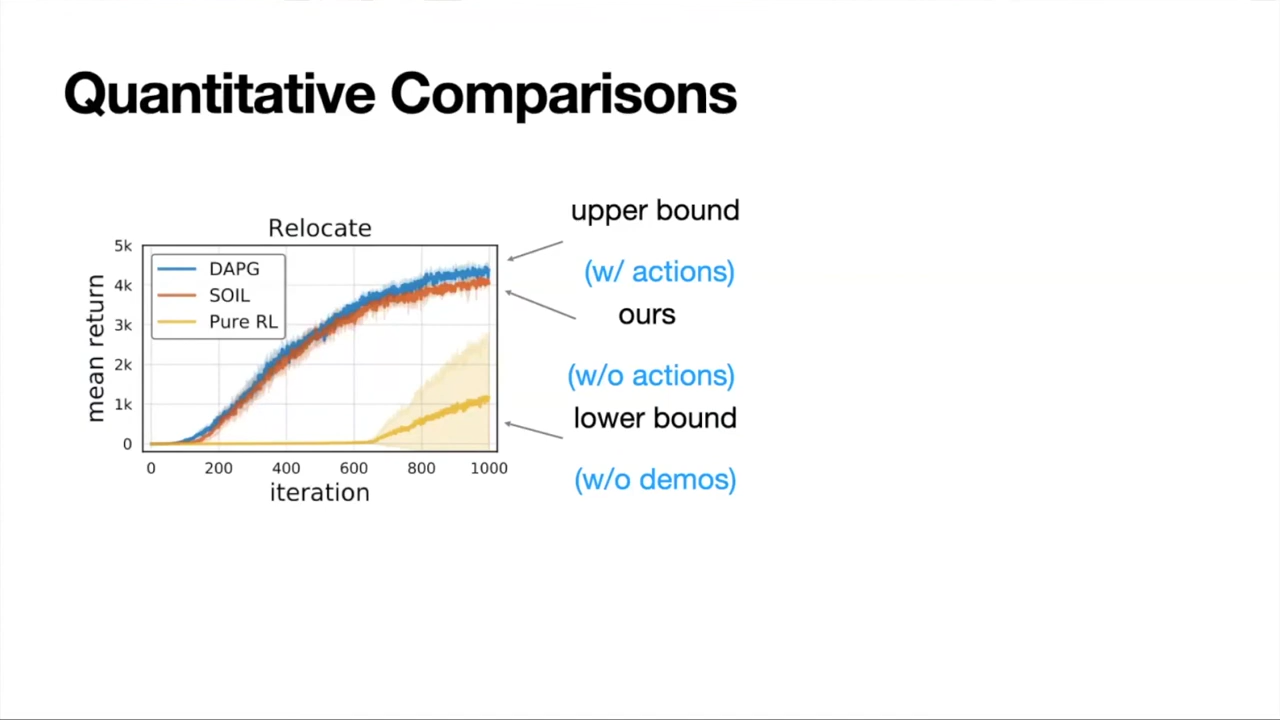 Quantitative Comparisons
Relocate
5k
4k
3k
2k
1k
0
mean return
DAPG
SOIL
Pure RL
0 200 400 600 800 1000
iteration
upper bound
(w/ actions)
ours
(w/o actions)
lower bound
(w/o demos)